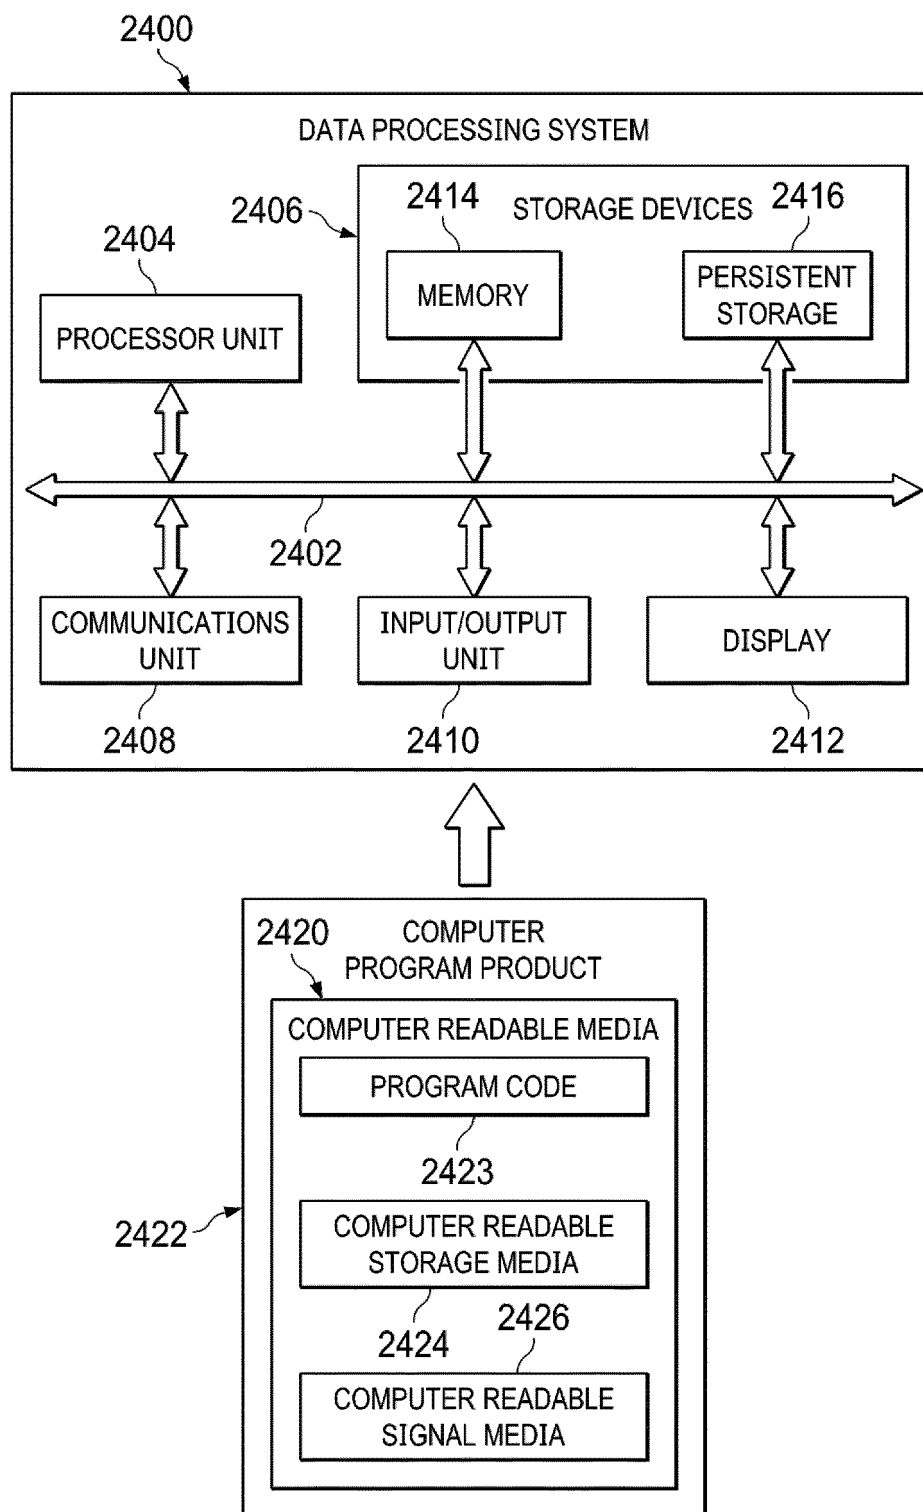 2400
DATA PROCESSING SYSTEM
2406
2414
STORAGE DEVICES
2416
2404
MEMORY
PERSISTENT
STORAGE
PROCESSOR UNIT
2402
COMMUNICATIONS
UNIT
INPUT/OUTPUT
UNIT
DISPLAY
2408
2410
2412
2420
COMPUTER
PROGRAM PRODUCT
COMPUTER READABLE MEDIA
PROGRAM CODE
2423
2422
COMPUTER READABLE
STORAGE MEDIA
2424
2426
COMPUTER READABLE
SIGNAL MEDIA